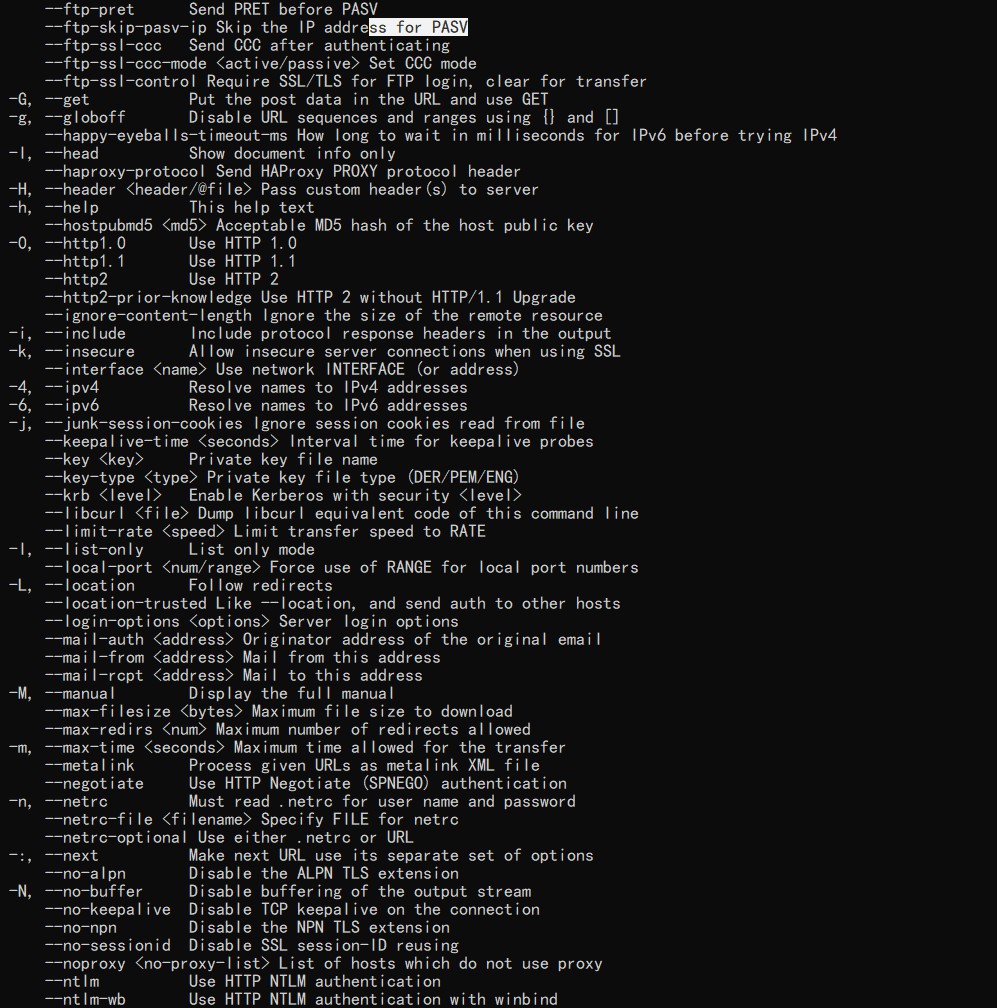 --ftp-pret      Send PRET before PASV
--ftp-skip-pasv-ip Skip the IP address for PASV
--ftp-ssl-ccc   Send CCC after authenticating
--ftp-ssl-ccc-mode <active/passive> Set CCC mode
--ftp-ssl-control Require SSL/TLS for FTP login, clear for transfer
-G, --get           Put the post data in the URL and use GET
-g, --globoff       Disable URL sequences and ranges using {} and []
--happy-eyeballs-timeout-ms How long to wait in milliseconds for IPv6 before trying IPv4
-I, --head          Show document info only
--haproxy-protocol Send HAProxy PROXY protocol header
-H, --header <header/@file> Pass custom header(s) to server
-h, --help          This help text
--hostpubmd5 <md5> Acceptable MD5 hash of the host public key
-0, --http1.0       Use HTTP 1.0
--http1.1       Use HTTP 1.1
--http2         Use HTTP 2
--http2-prior-knowledge Use HTTP 2 without HTTP/1.1 Upgrade
--ignore-content-length Ignore the size of the remote resource
-i, --include       Include protocol response headers in the output
-k, --insecure      Allow insecure server connections when using SSL
--interface <name> Use network INTERFACE (or address)
-4, --ipv4          Resolve names to IPv4 addresses
-6, --ipv6          Resolve names to IPv6 addresses
-j, --junk-session-cookies Ignore session cookies read from file
--keepalive-time <seconds> Interval time for keepalive probes
--key <key>     Private key file name
--key-type <type> Private key file type (DER/PEM/ENG)
--krb <level>   Enable Kerberos with security <level>
--libcurl <file> Dump libcurl equivalent code of this command line
--limit-rate <speed> Limit transfer speed to RATE
-l, --list-only     List only mode
--local-port <num/range> Force use of RANGE for local port numbers
-L, --location      Follow redirects
--location-trusted Like --location, and send auth to other hosts
--login-options <options> Server login options
--mail-auth <address> Originator address of the original email
--mail-from <address> Mail from this address
--mail-rcpt <address> Mail to this address
-M, --manual        Display the full manual
--max-filesize <bytes> Maximum file size to download
--max-redirs <num> Maximum number of redirects allowed
-m, --max-time <seconds> Maximum time allowed for the transfer
--metalink      Process given URLs as metalink XML file
--negotiate     Use HTTP Negotiate (SPNEGO) authentication
-n, --netrc         Must read .netrc for user name and password
--netrc-file <filename> Specify FILE for netrc
--netrc-optional Use either .netrc or URL
-:, --next          Make next URL use its separate set of options
--no-alpn       Disable the ALPN TLS extension
-N, --no-buffer     Disable buffering of the output stream
--no-keepalive  Disable TCP keepalive on the connection
--no-npn        Disable the NPN TLS extension
--no-sessionid  Disable SSL session-ID reusing
--noproxy <no-proxy-list> List of hosts which do not use proxy
--ntlm          Use HTTP NTLM authentication
--ntlm-wb       Use HTTP NTLM authentication with winbind